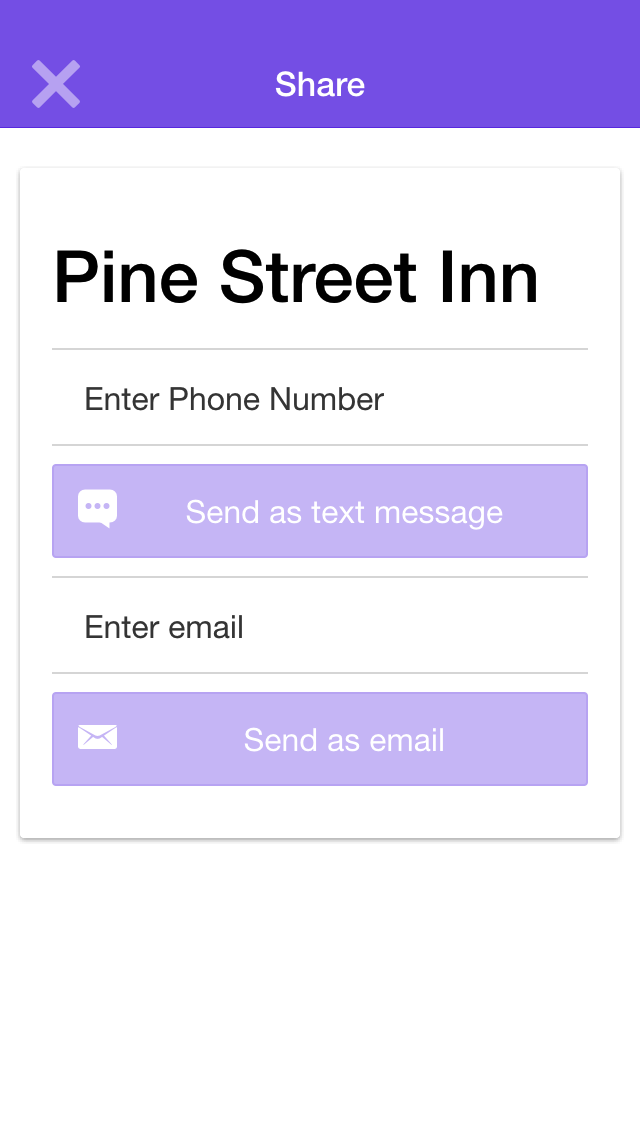 Share
Pine Street Inn
Enter Phone Number
Send as text message
Enter email
Send as email